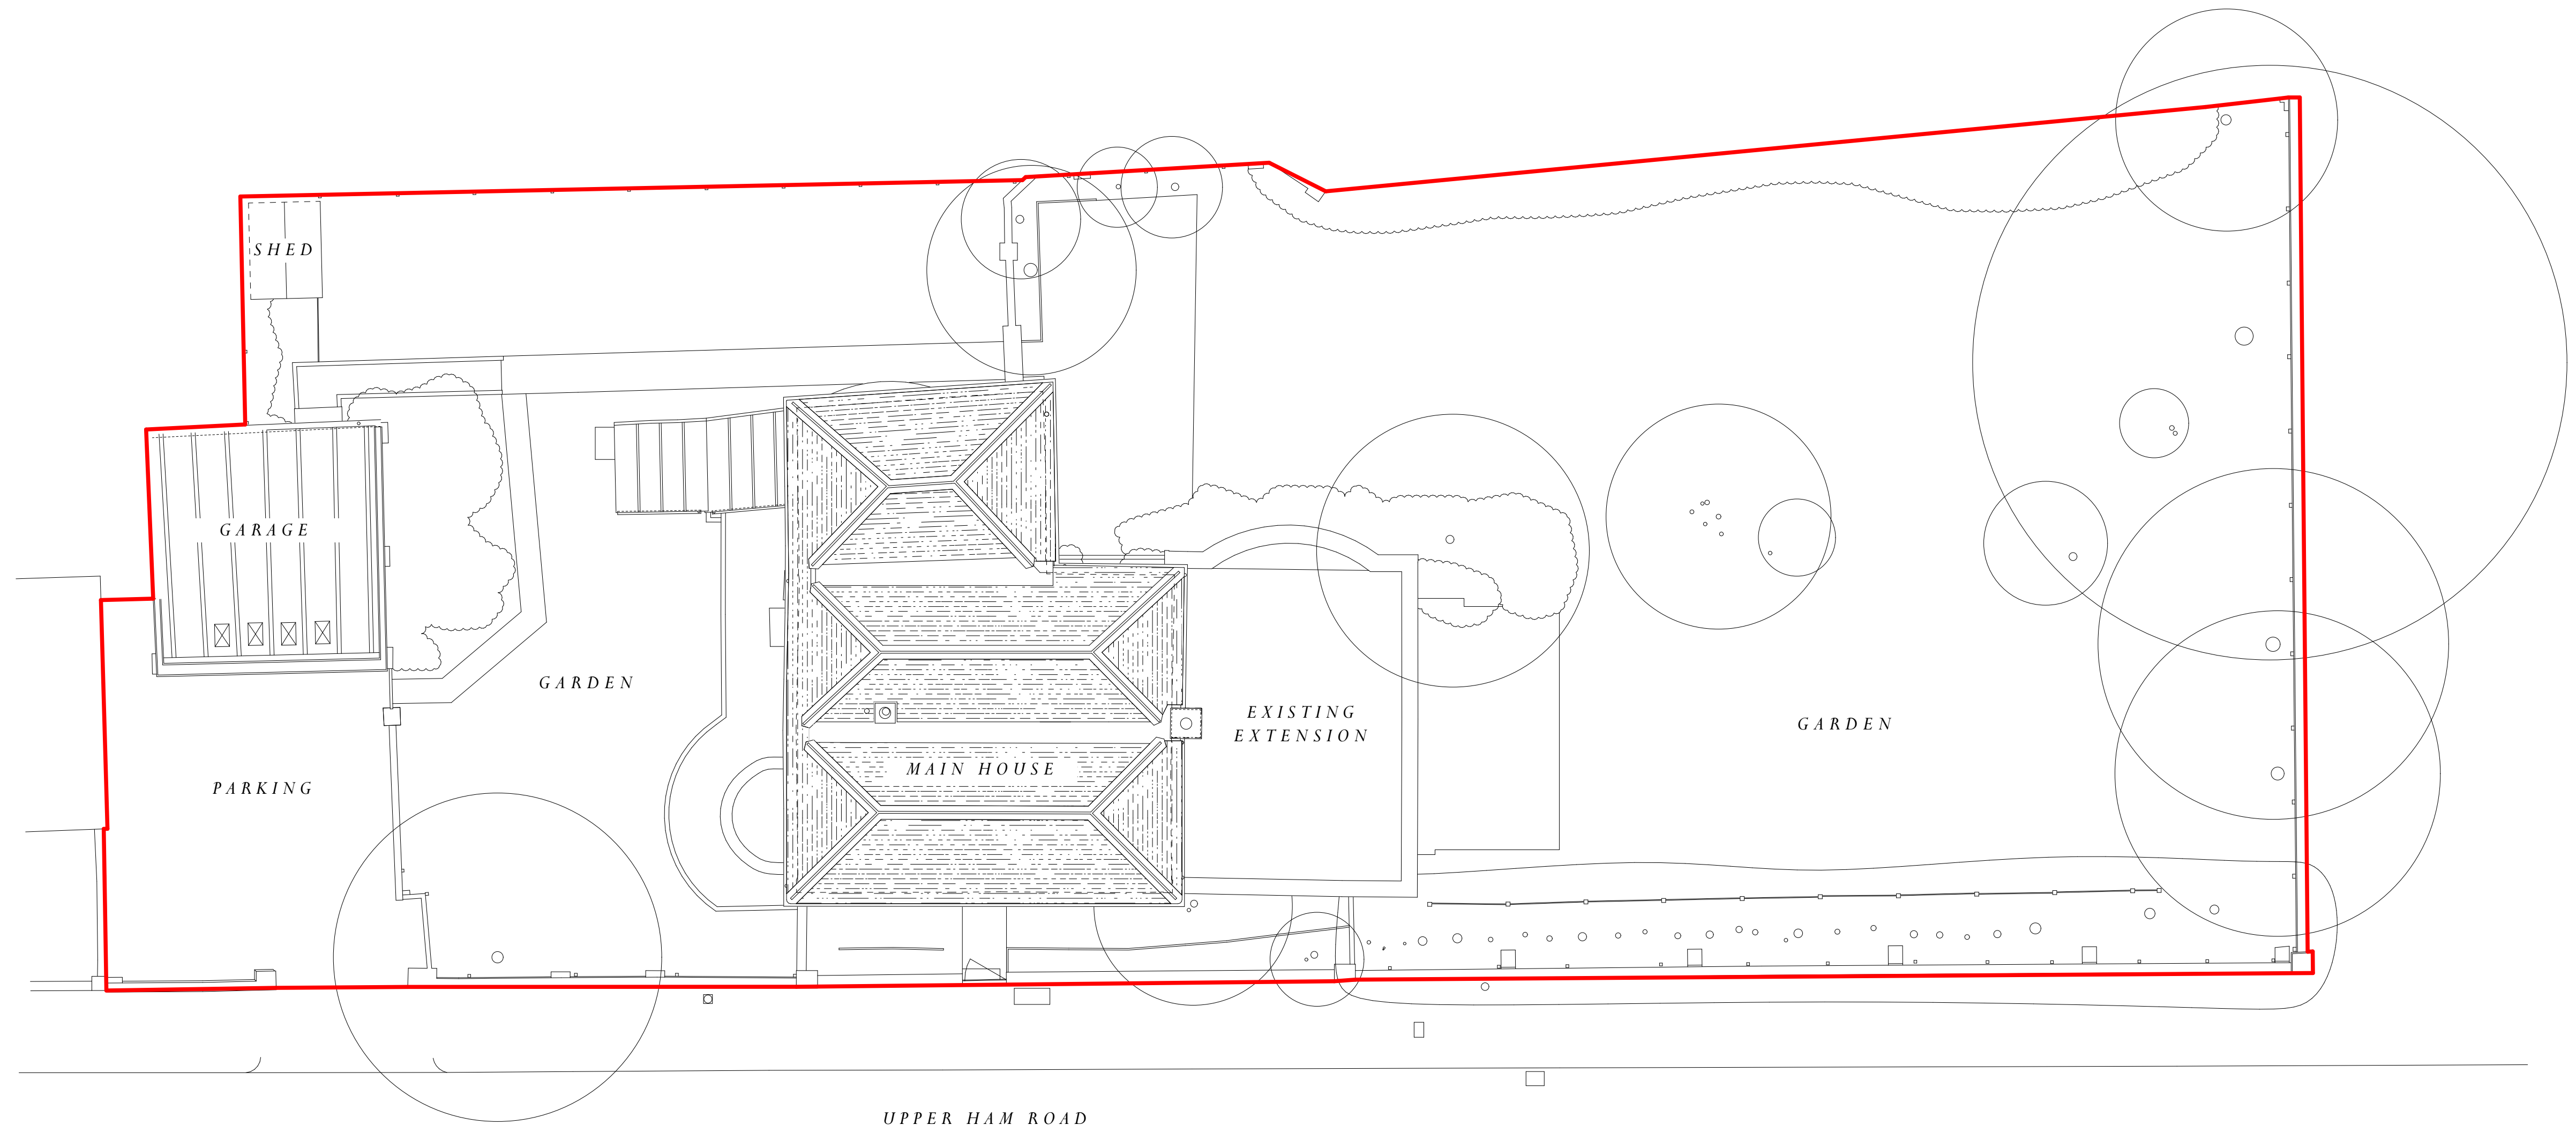 SHED
GARAGE
GARDEN
EXISTING
EXTENSION
GARDEN
MAIN HOUSE
PARKING
UPPER HAM ROAD